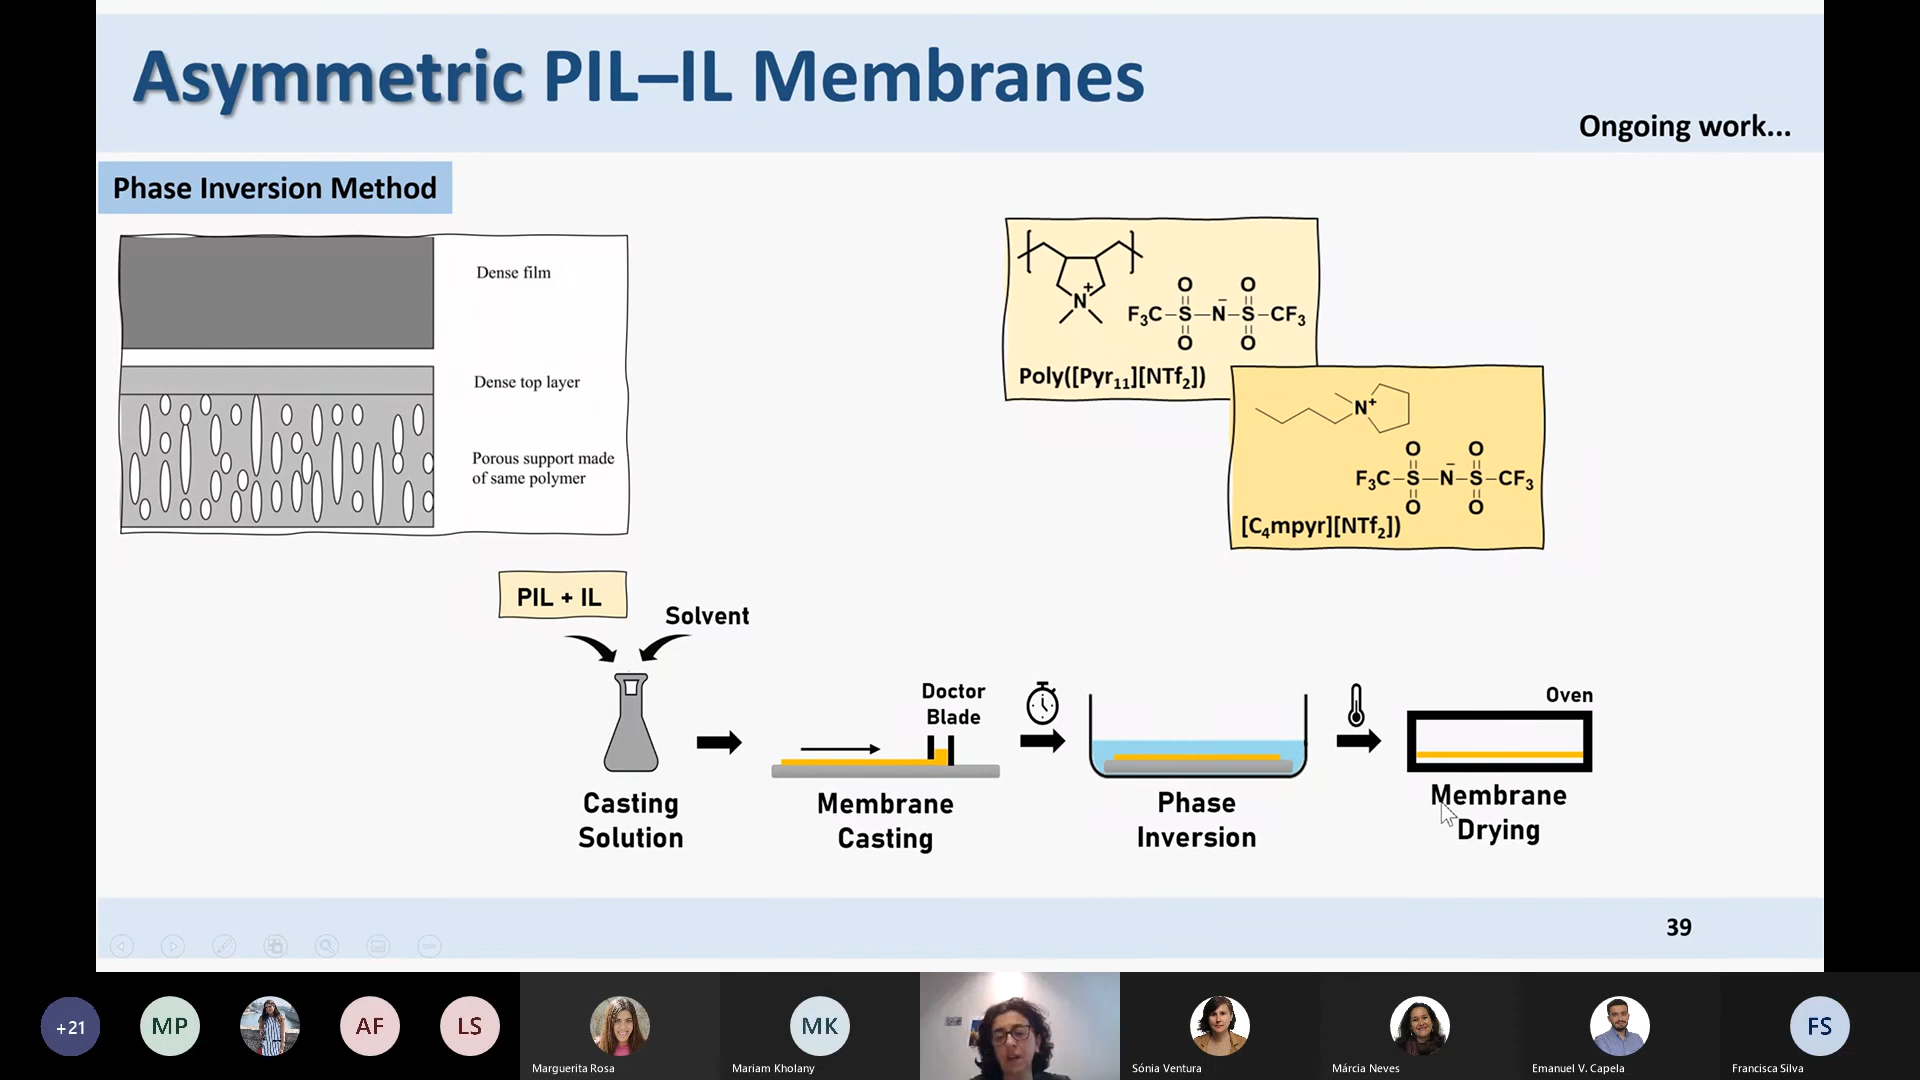 Asymmetric PIL–IL Membranes
Ongoing work...
Phase Inversion Method
Dense film
Dense top layer
Porous support made
of same polymer
N+
O O
F3C–S–N̄–S–CF3
O O
Poly([Pyr11][NTf2])
N+
O O
F3C–S–N̄–S–CF3
O O
[C4mpyr][NTf2])
PIL + IL
Solvent
Doctor
Blade
Oven
Casting
Solution
Membrane
Casting
Phase
Inversion
Membrane
Drying
39
+21
MP
AF
LS
MK
FS
Marguerita Rosa
Mariam Kholany
Sónia Ventura
Márcia Neves
Emanuel V. Capela
Francisca Silva